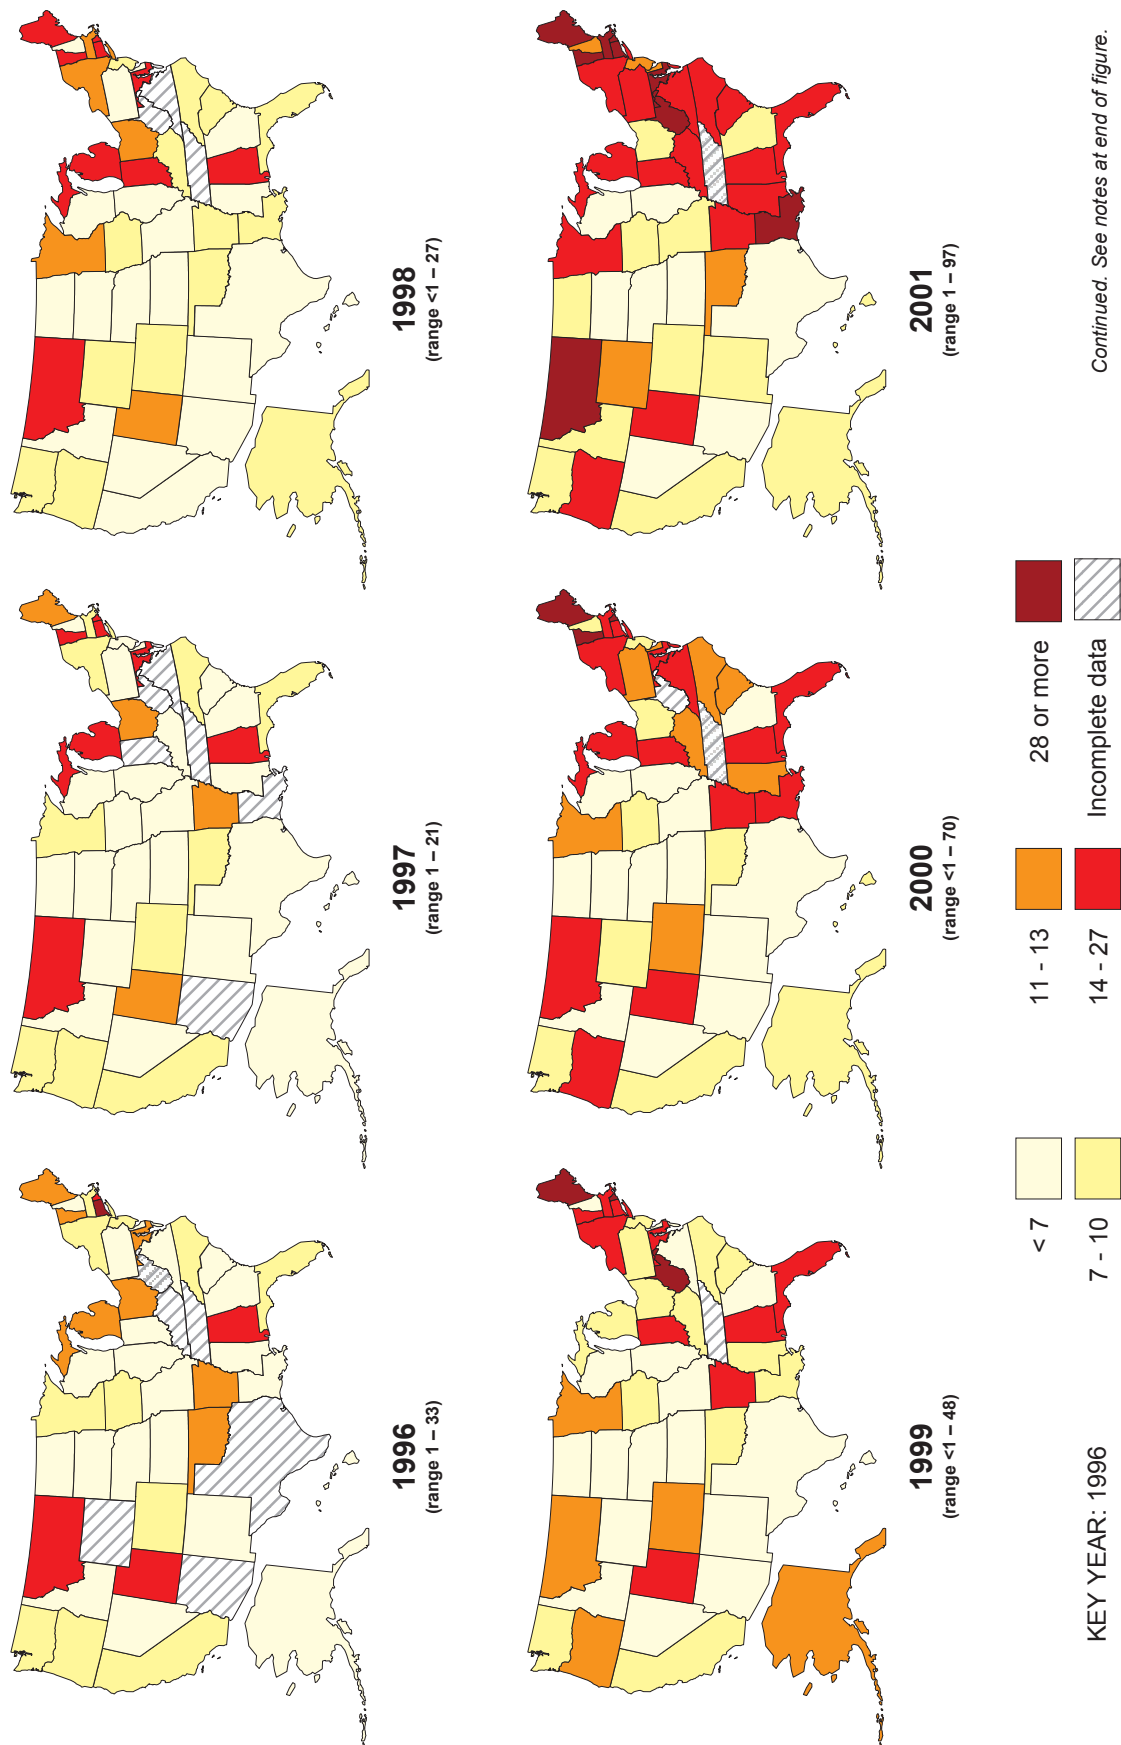 1996
(range 1 – 33)
1997
(range 1 – 21)
1998
(range <1 – 27)
1999
(range <1 – 48)
2000
(range <1 – 70)
2001
(range 1 – 97)
KEY YEAR: 1996
< 7
7 - 10
11 - 13
14 - 27
28 or more
Incomplete data
Continued. See notes at end of figure.